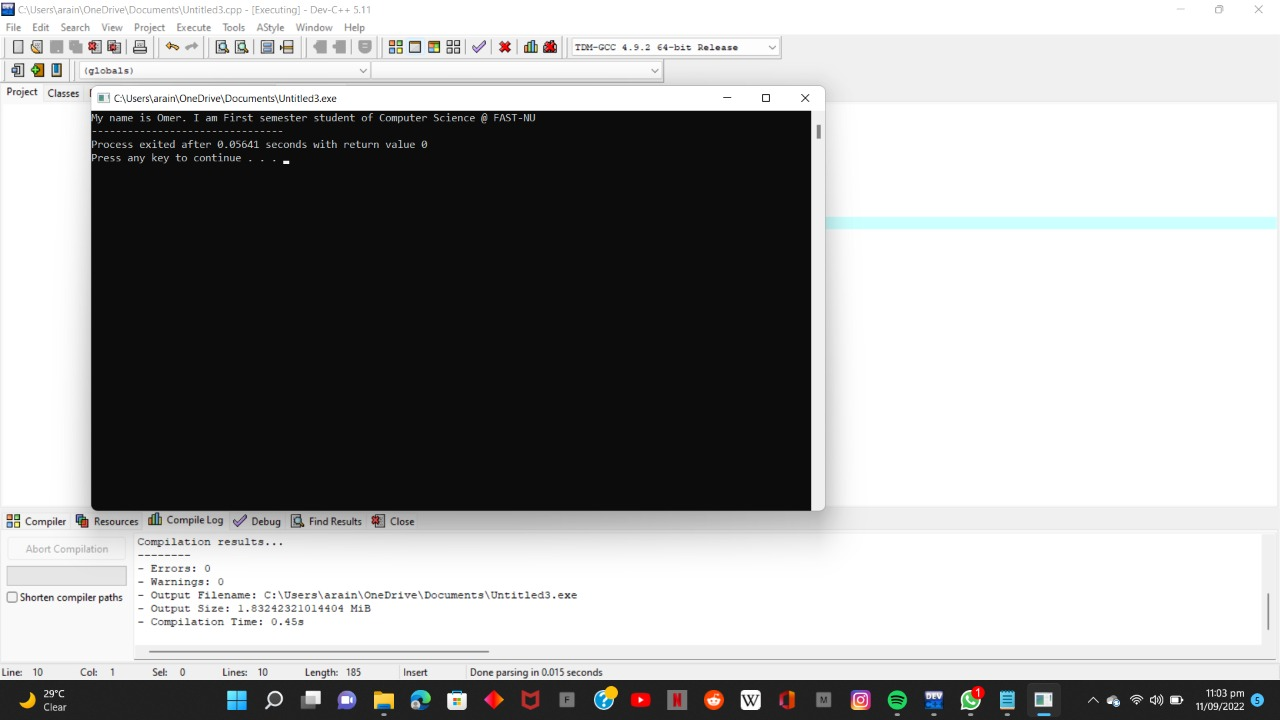 C:\Users\arain\OneDrive\Documents\Untitled3.cpp - [Executing] - Dev-C++ 5.11
File Edit Search View Project Execute Tools AStyle Window Help
TDM-GCC 4.9.2 64-bit Release
(globals)
Project Classes
C:\Users\arain\OneDrive\Documents\Untitled3.exe
My name is Omer. I am First semester student of Computer Science @ FAST-NU
--------------------------------
Process exited after 0.05641 seconds with return value 0
Press any key to continue . . .
Compiler Resources Compile Log Debug Find Results Close
Abort Compilation
Shorten compiler paths
Compilation results...
--------
- Errors: 0
- Warnings: 0
- Output Filename: C:\Users\arain\OneDrive\Documents\Untitled3.exe
- Output Size: 1.83242321014404 MiB
- Compilation Time: 0.45s
Line: 10 Col: 1 Sel: 0 Lines: 10 Length: 185 Insert Done parsing in 0.015 seconds
29°C
Clear
F
N
W
M
DEV
1
11:03 pm
11/09/2022
5